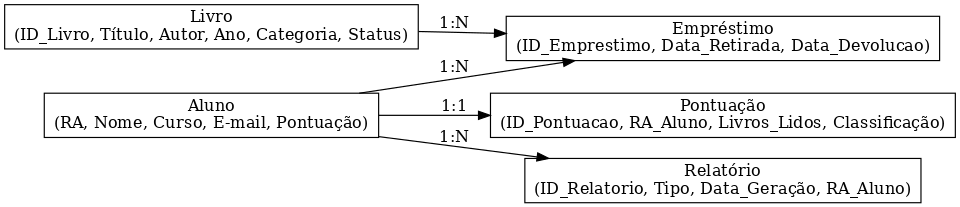 Livro
(ID_Livro, Título, Autor, Ano, Categoria, Status)
1:N
Empréstimo
(ID_Emprestimo, Data_Retirada, Data_Devolucao)
1:N
Aluno
(RA, Nome, Curso, E-mail, Pontuação)
1:1
Pontuação
(ID_Pontuacao, RA_Aluno, Livros_Lidos, Classificação)
1:N
Relatório
(ID_Relatorio, Tipo, Data_Geração, RA_Aluno)